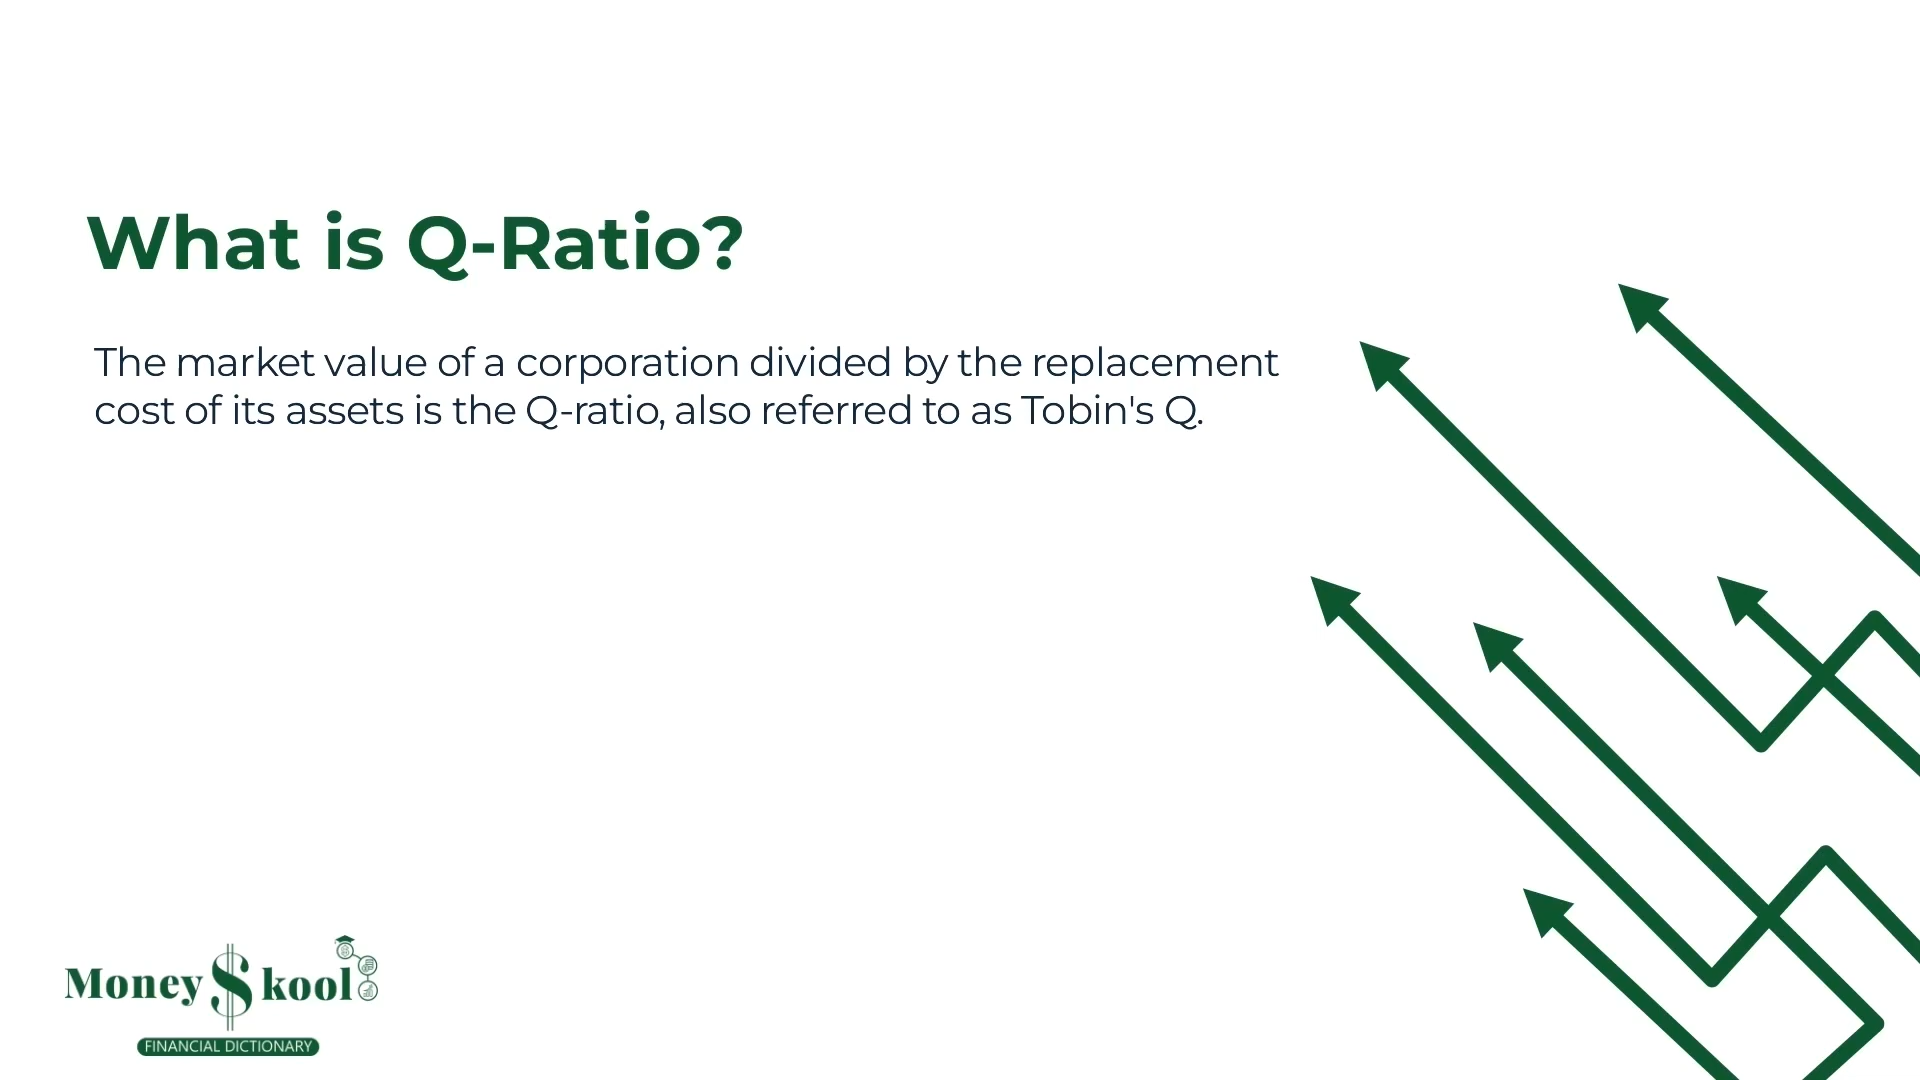 What is Q-Ratio?
The market value of a corporation divided by the replacement
cost of its assets is the Q-ratio, also referred to as Tobin's Q.
Money $kool
FINANCIAL DICTIONARY